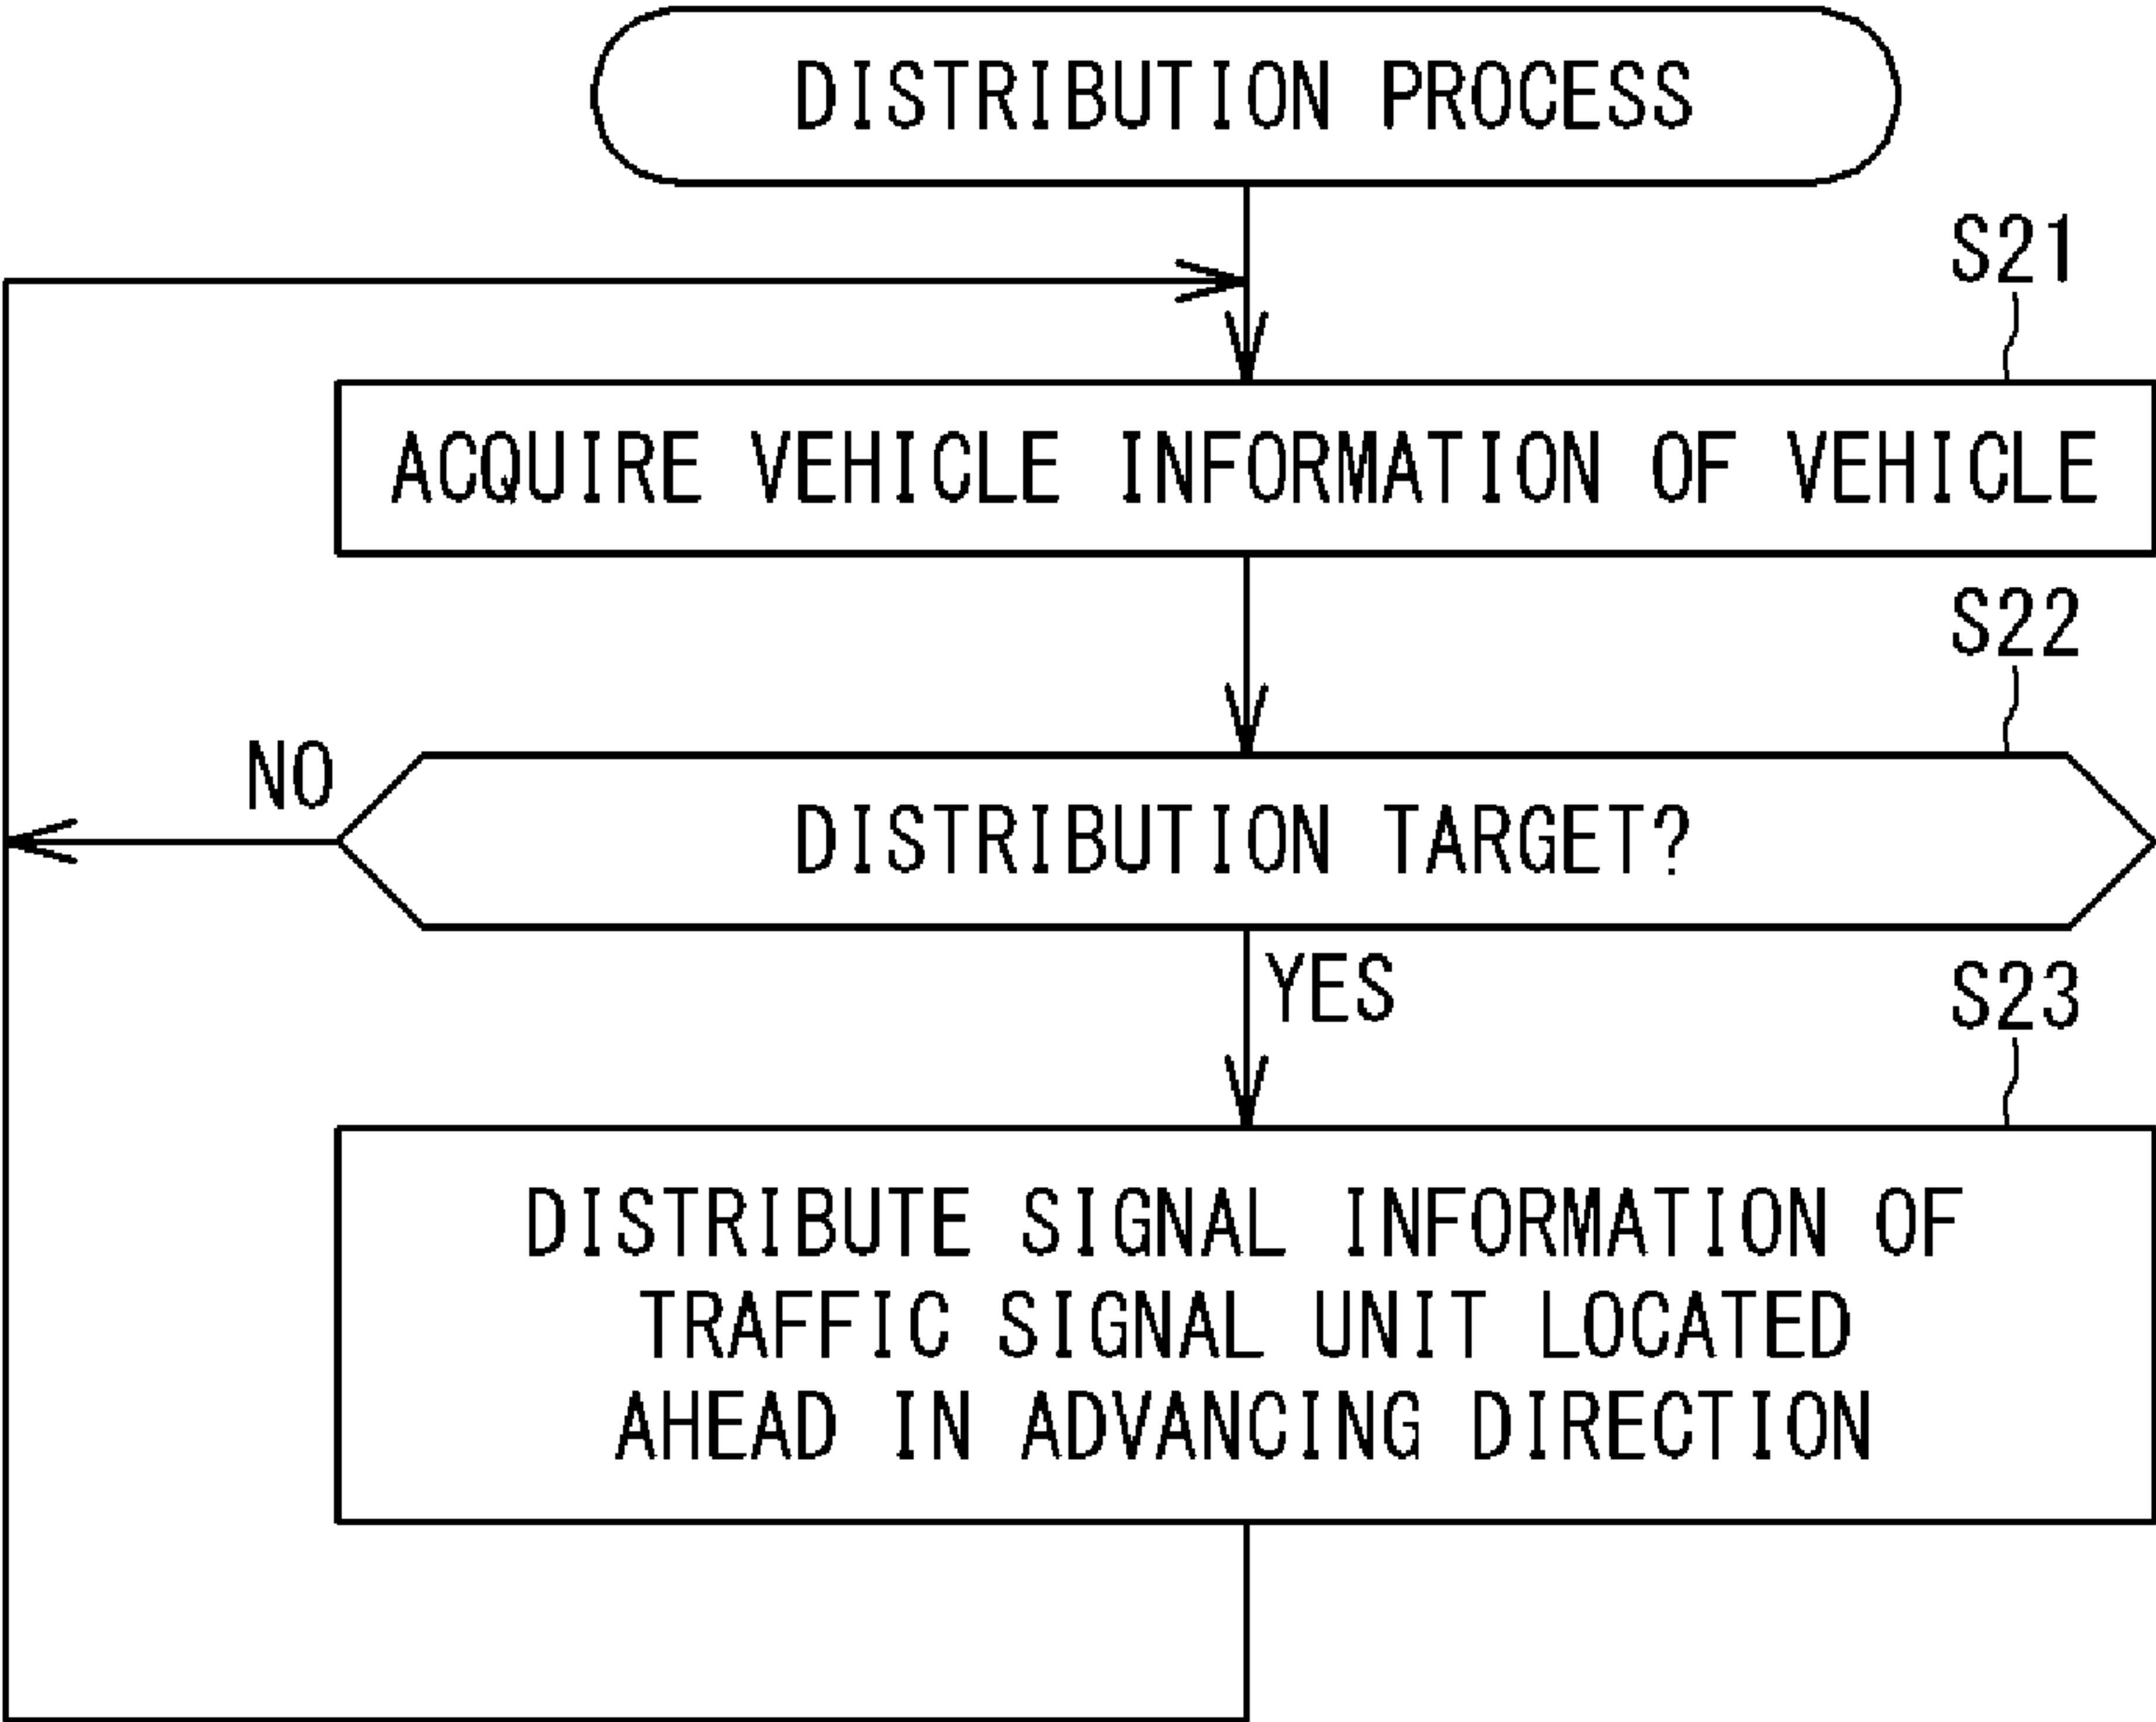 DISTRIBUTION PROCESS
S21
ACQUIRE VEHICLE INFORMATION OF VEHICLE
S22
NO
DISTRIBUTION TARGET?
YES
S23
DISTRIBUTE SIGNAL INFORMATION OF
TRAFFIC SIGNAL UNIT LOCATED
AHEAD IN ADVANCING DIRECTION